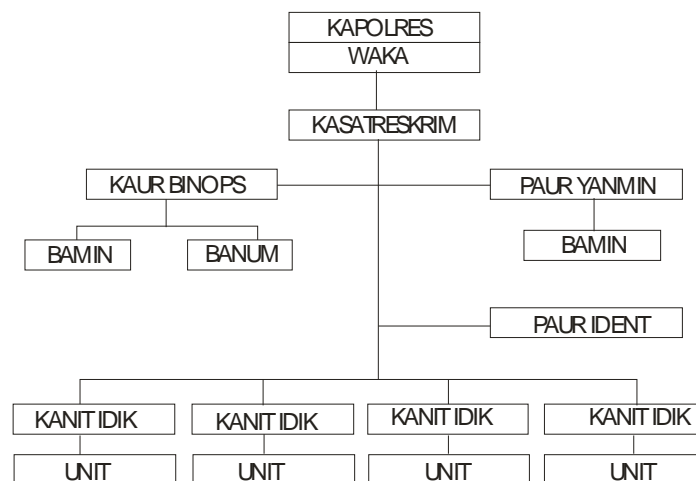 KAPOLRES
WAKA
KASATRESKRIM
KAUR BINOPS
PAUR YANMIN
BAMIN
BANUM
BAMIN
PAUR IDENT
KANIT IDIK
KANIT IDIK
KANIT IDIK
KANIT IDIK
UNIT
UNIT
UNIT
UNIT